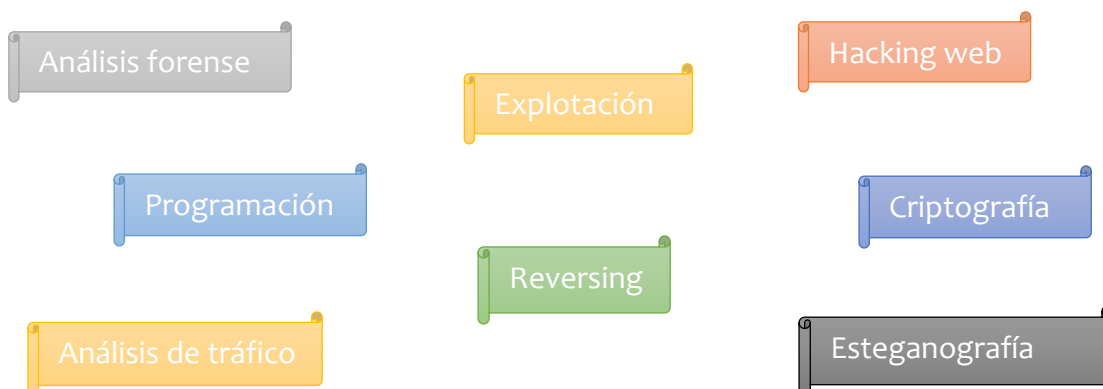 Análisis forense
Explotación
Hacking web
Programación
Reversing
Criptografía
Análisis de tráfico
Esteganografía